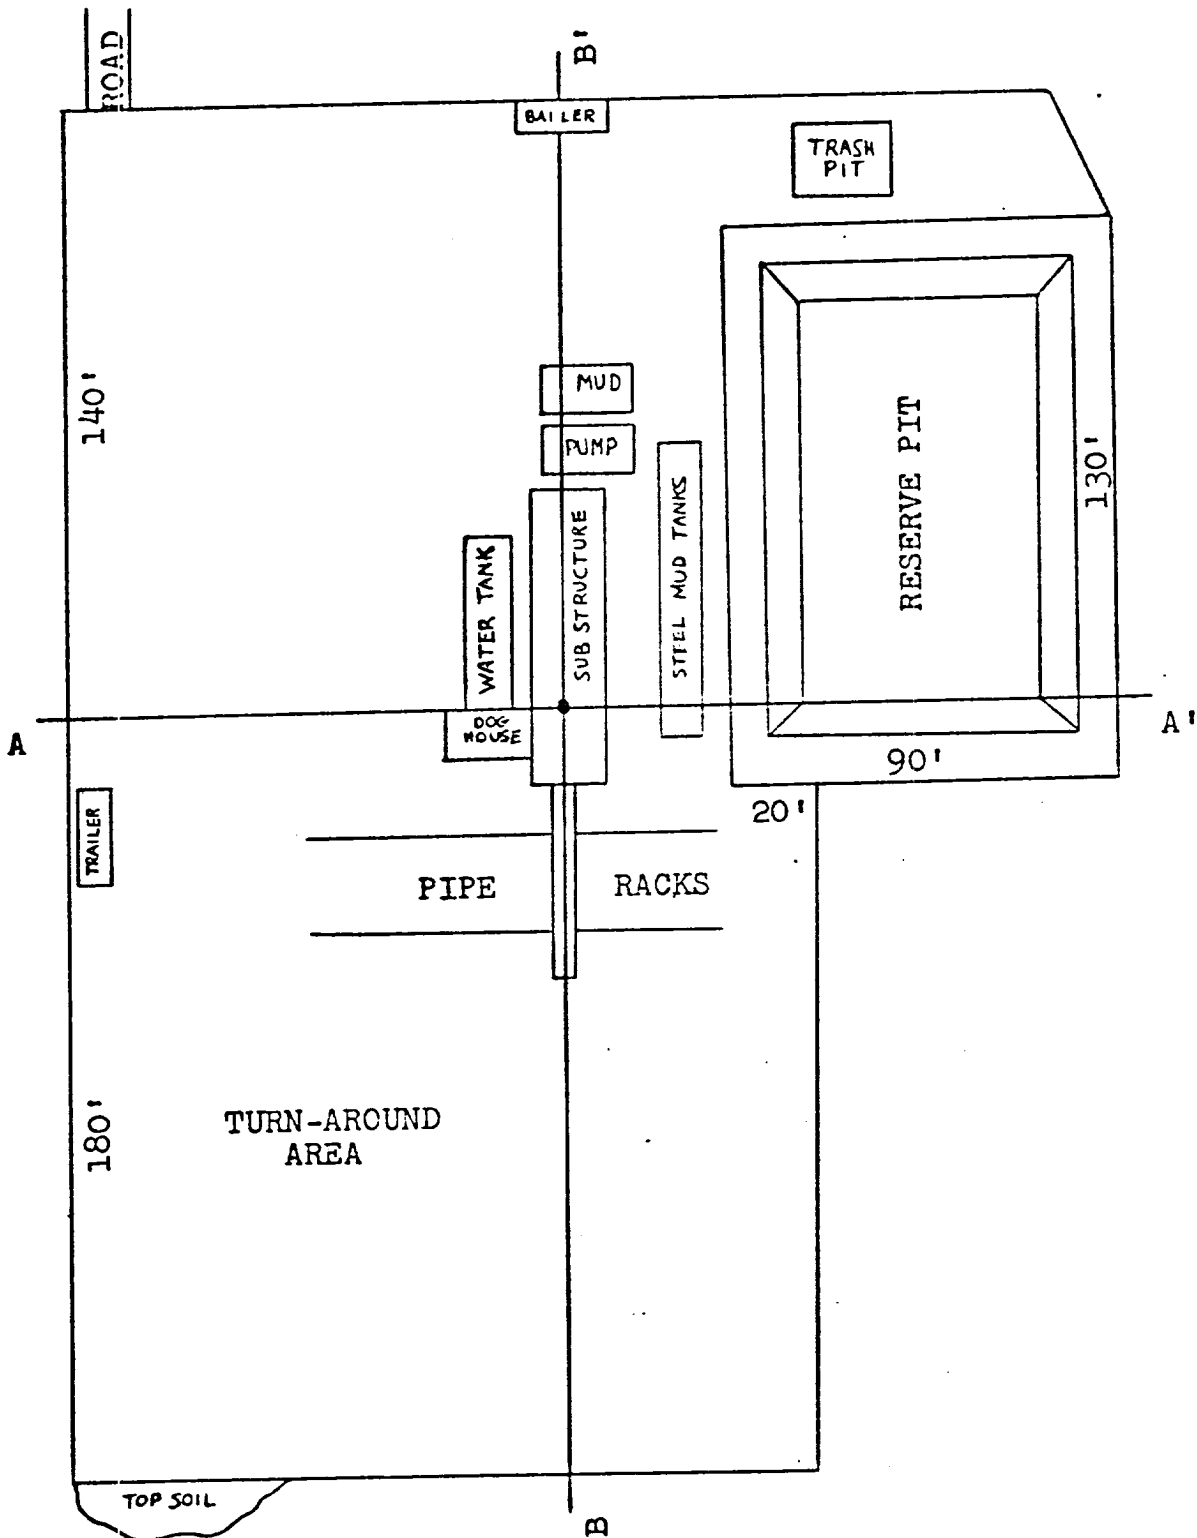 ROAD
B'
BAILER
TRASH
PIT
140'
MUD
PUMP
WATER TANK
SUB STRUCTURE
STEEL MUD TANKS
RESERVE PIT
130'
A
DOG
HOUSE
A'
90'
20'
TRAILER
PIPE RACKS
180'
TURN-AROUND
AREA
TOP SOIL
B